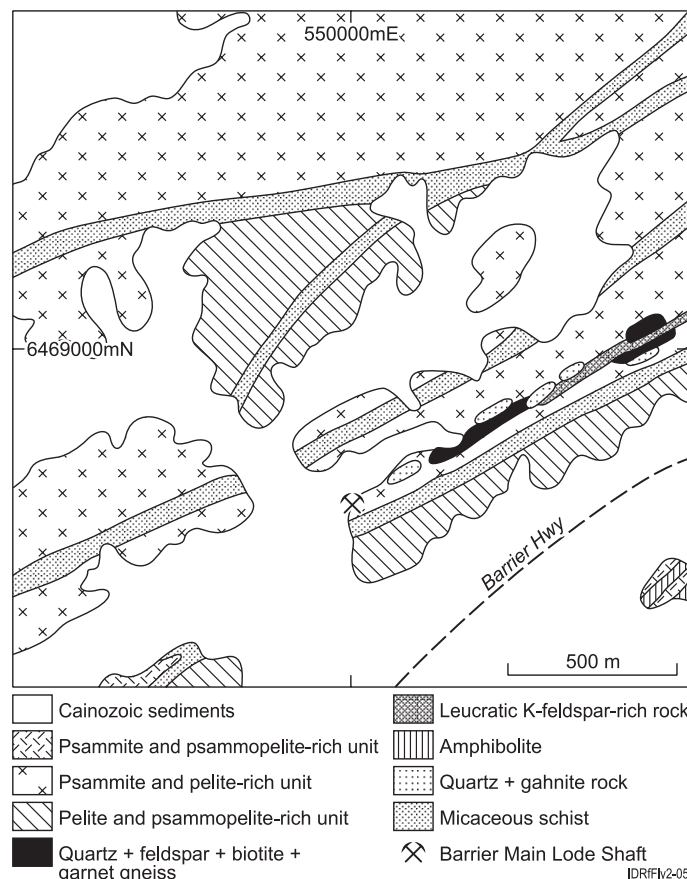 550000mE
6469000mN
Barrier Hwy
500 m
Cainozoic sediments
Psammite and psammopelite-rich unit
Psammite and pelite-rich unit
Pelite and psammopelite-rich unit
Quartz + feldspar + biotite +
garnet gneiss
Leucratic K-feldspar-rich rock
Amphibolite
Quartz + gahnite rock
Micaceous schist
Barrier Main Lode Shaft